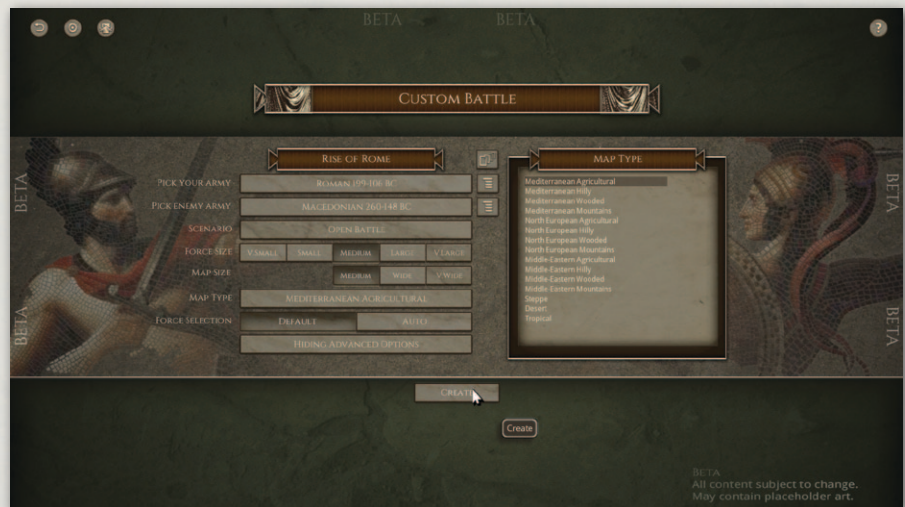 BETA BETA
?
CUSTOM BATTLE
RISE OF ROME
PICK YOUR ARMY ROMAN 199-106 BC
PICK ENEMY ARMY MACEDONIAN 260-148 BC
SCENARIO OPEN BATTLE
FORCE SIZE V.SMALL SMALL MEDIUM LARGE V.LARGE
MAP SIZE MEDIUM WIDE V.WIDE
MAP TYPE MEDITERRANEAN AGRICULTURAL
FORCE SELECTION DEFAULT AUTO
HIDING ADVANCED OPTIONS
MAP TYPE
Mediterranean Agricultural
Mediterranean Hilly
Mediterranean Wooded
Mediterranean Mountains
North European Agricultural
North European Hilly
North European Wooded
North European Mountains
Middle-Eastern Agricultural
Middle-Eastern Hilly
Middle-Eastern Wooded
Middle Eastern Mountains
Steppe
Desert
Tropical
BETA
BETA
BETA
BETA
CREATE
Create
BETA
All content subject to change.
May contain placeholder art.